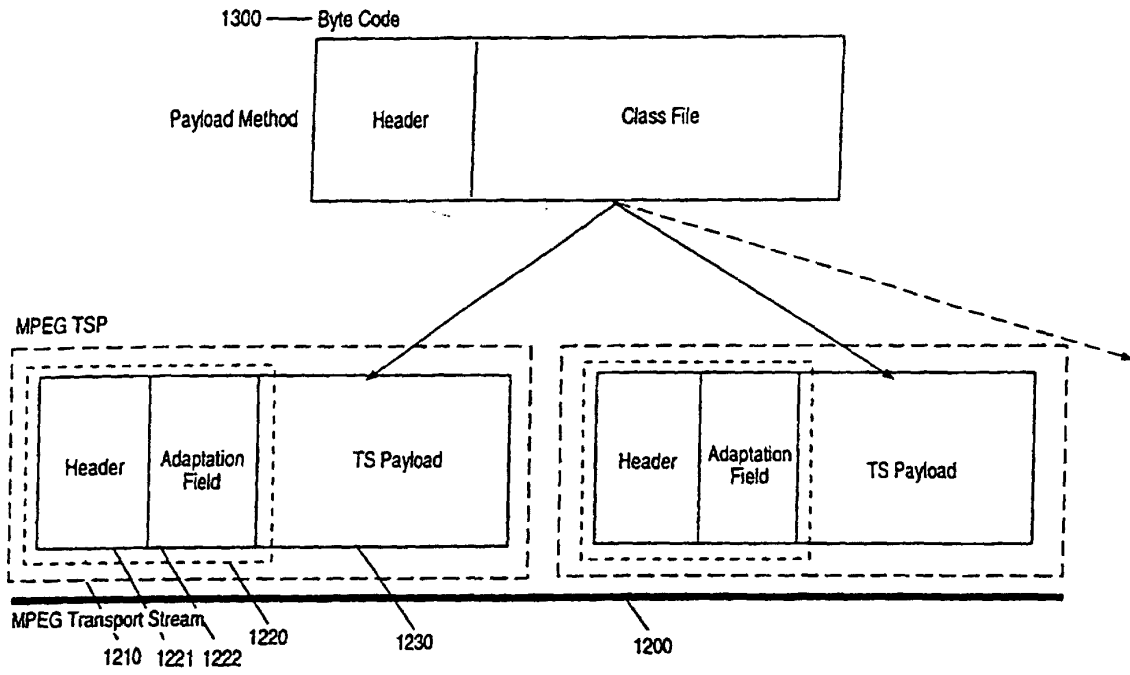 1300 Byte Code
Payload Method
Header
Class File
MPEG TSP
Header
Adaptation
Field
TS Payload
Header
Adaptation
Field
TS Payload
MPEG Transport Stream
1210
1221
1222
1220
1230
1200